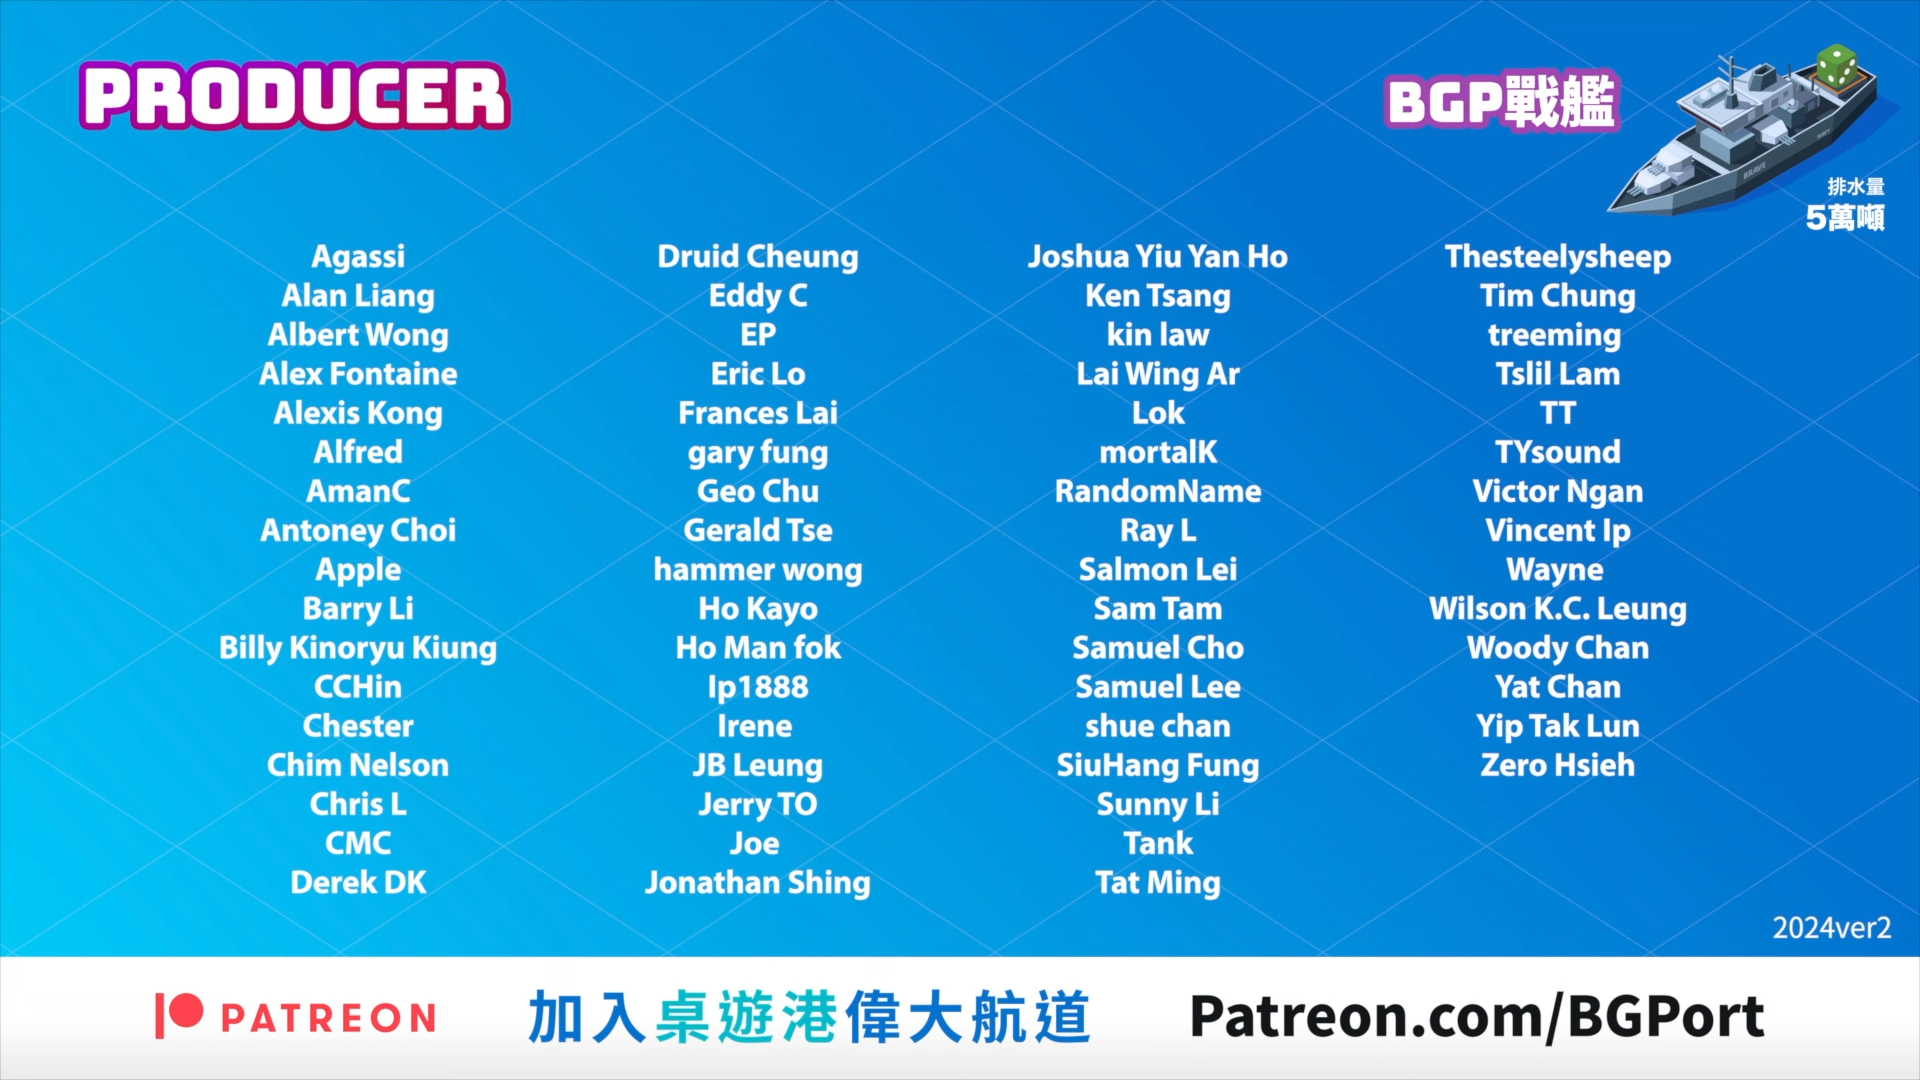 PRODUCER
BGP戰艦
BRAVE
NAVY
排水量
5萬噸
Agassi
Alan Liang
Albert Wong
Alex Fontaine
Alexis Kong
Alfred
AmanC
Antoney Choi
Apple
Barry Li
Billy Kinoryu Kiung
CCHin
Chester
Chim Nelson
Chris L
CMC
Derek DK
Druid Cheung
Eddy C
EP
Eric Lo
Frances Lai
gary fung
Geo Chu
Gerald Tse
hammer wong
Ho Kayo
Ho Man fok
Ip1888
Irene
JB Leung
Jerry TO
Joe
Jonathan Shing
Joshua Yiu Yan Ho
Ken Tsang
kin law
Lai Wing Ar
Lok
mortalK
RandomName
Ray L
Salmon Lei
Sam Tam
Samuel Cho
Samuel Lee
shue chan
SiuHang Fung
Sunny Li
Tank
Tat Ming
Thesteelysheep
Tim Chung
treeming
Tslil Lam
TT
TYsound
Victor Ngan
Vincent Ip
Wayne
Wilson K.C. Leung
Woody Chan
Yat Chan
Yip Tak Lun
Zero Hsieh
2024ver2
PATREON
加入桌遊港偉大航道
Patreon.com/BGPort